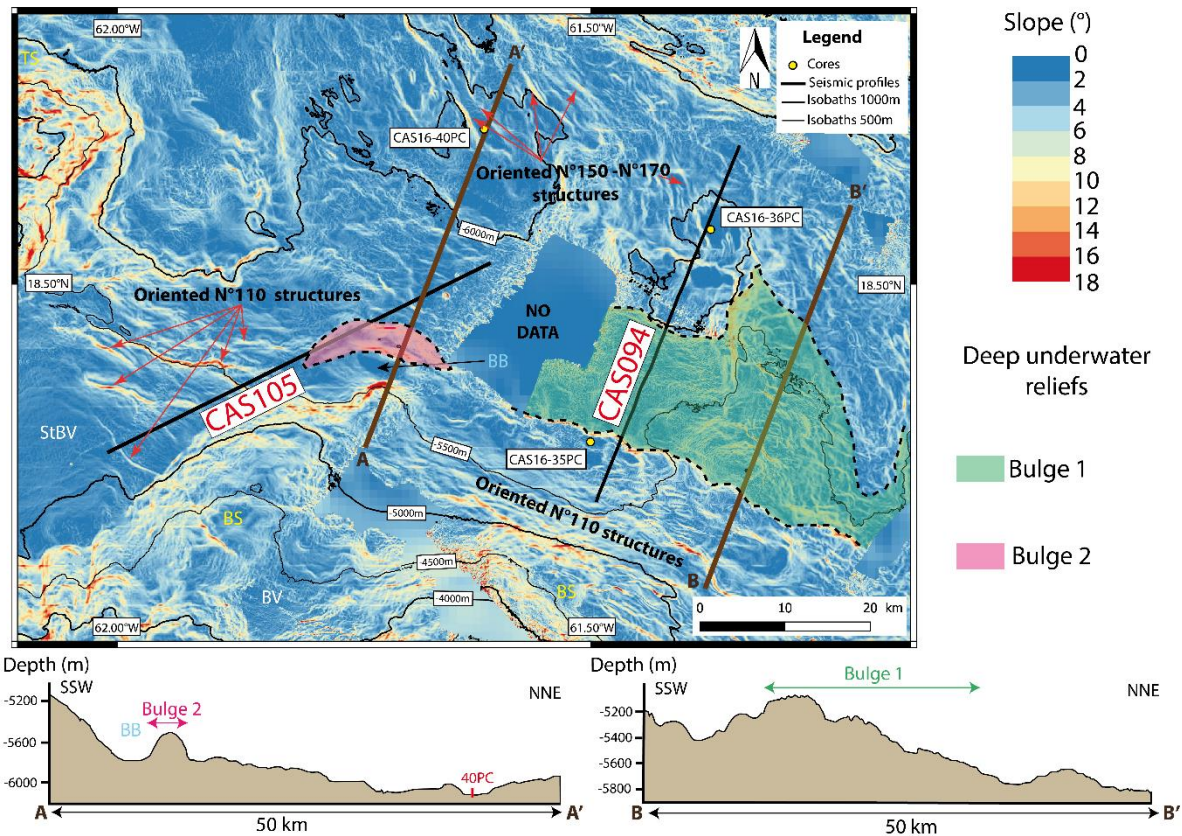 62.00°W
61.50°W
Slope (°)
0
2
4
6
8
10
12
14
16
18
TS
A'
N
Legend
Cores
Seismic profiles
Isobaths 1000m
Isobaths 500m
CAS16-40PC
Oriented N°150 -N°170
structures
B'
CAS16-36PC
-6000m
18.50°N
18.50°N
Oriented N°110 structures
NO
DATA
BB
CAS105
CAS094
StBV
A
-5500m
CAS16-35PC
Oriented N°110 structures
-5000m
BS
-4500m
BV
-4000m
BS
B
0
10
20
km
62.00°W
61.50°W
Deep underwater
reliefs
Bulge 1
Bulge 2
Depth (m)
SSW
NNE
-5200
-5600
-6000
BB
Bulge 2
40PC
A
A'
50 km
Depth (m)
SSW
Bulge 1
NNE
-5200
-5400
-5600
-5800
B
B'
50 km